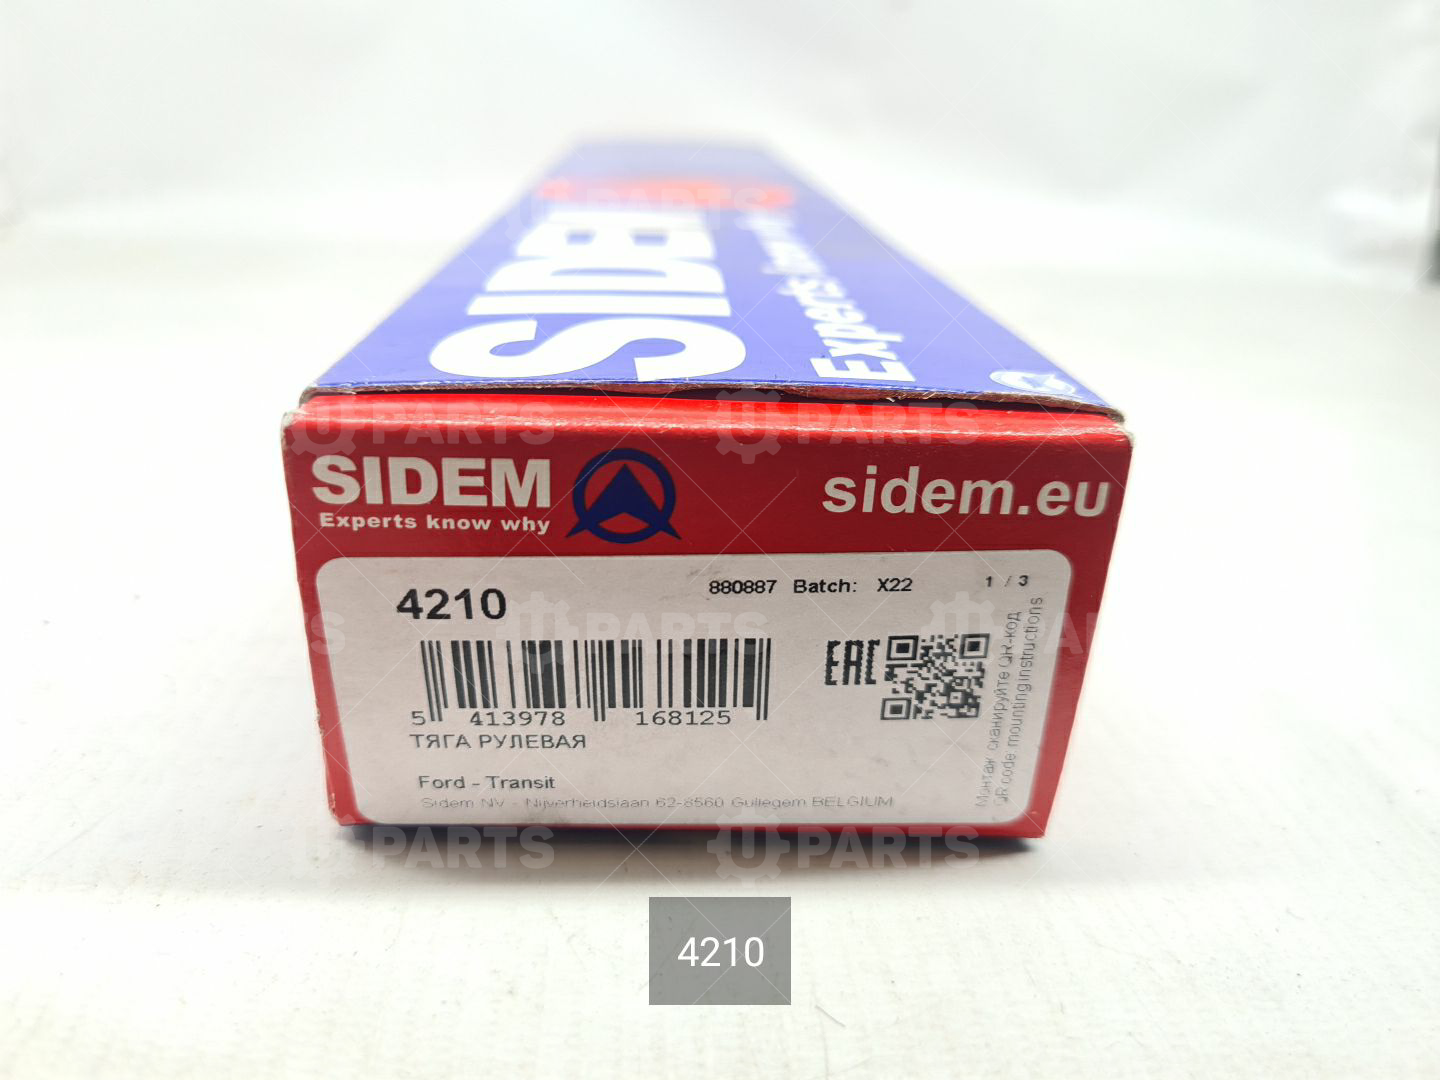 SIDEM
Experts know why
SIDEM
Experts know why
sidem.eu
4210
880887 Batch: X22 1 / 3
EAC
5 413978 168125
ТЯГА РУЛЕВАЯ
Ford - Transit
Sidem NV - Nijverheidslaan 62-8560 Gullegem BELGIUM
Монтаж: сканируйте QR-код
QR code: mounting instructions
U PARTS
4210